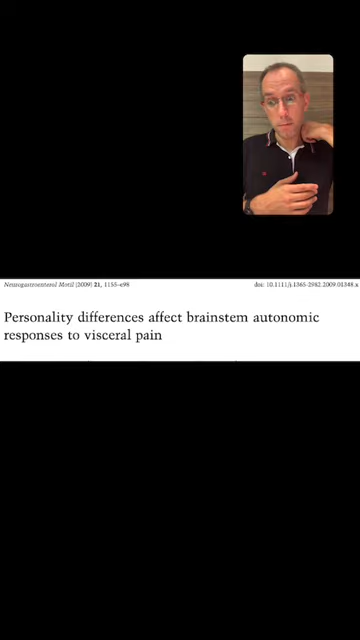 Neurogastroenterol Motil (2009) 21, 1155–e98
doi: 10.1111/j.1365-2982.2009.01348.x
Personality differences affect brainstem autonomic
responses to visceral pain